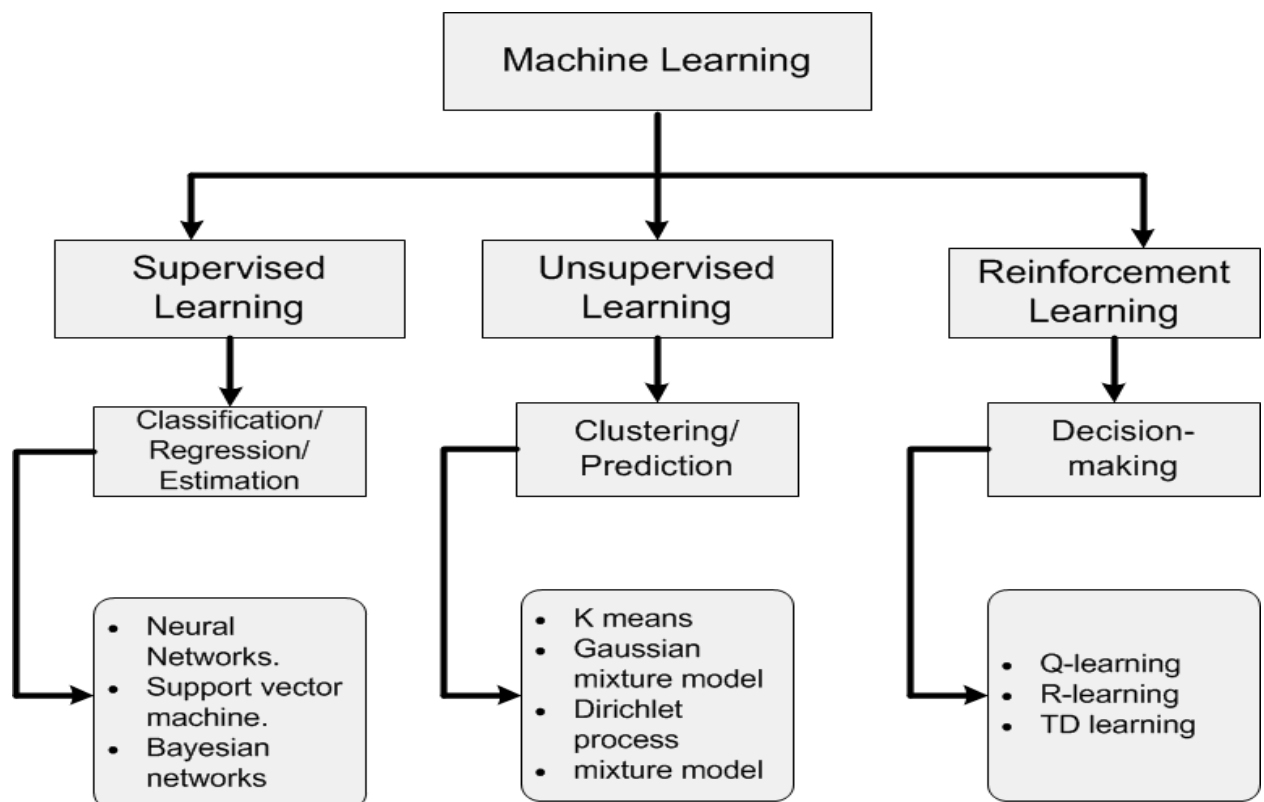 Machine Learning
Supervised
Learning
Unsupervised
Learning
Reinforcement
Learning
Classification/
Regression/
Estimation
Clustering/
Prediction
Decision-
making
• Neural
Networks.
• Support vector
machine.
• Bayesian
networks
• K means
• Gaussian
mixture model
• Dirichlet
process
• mixture model
• Q-learning
• R-learning
• TD learning